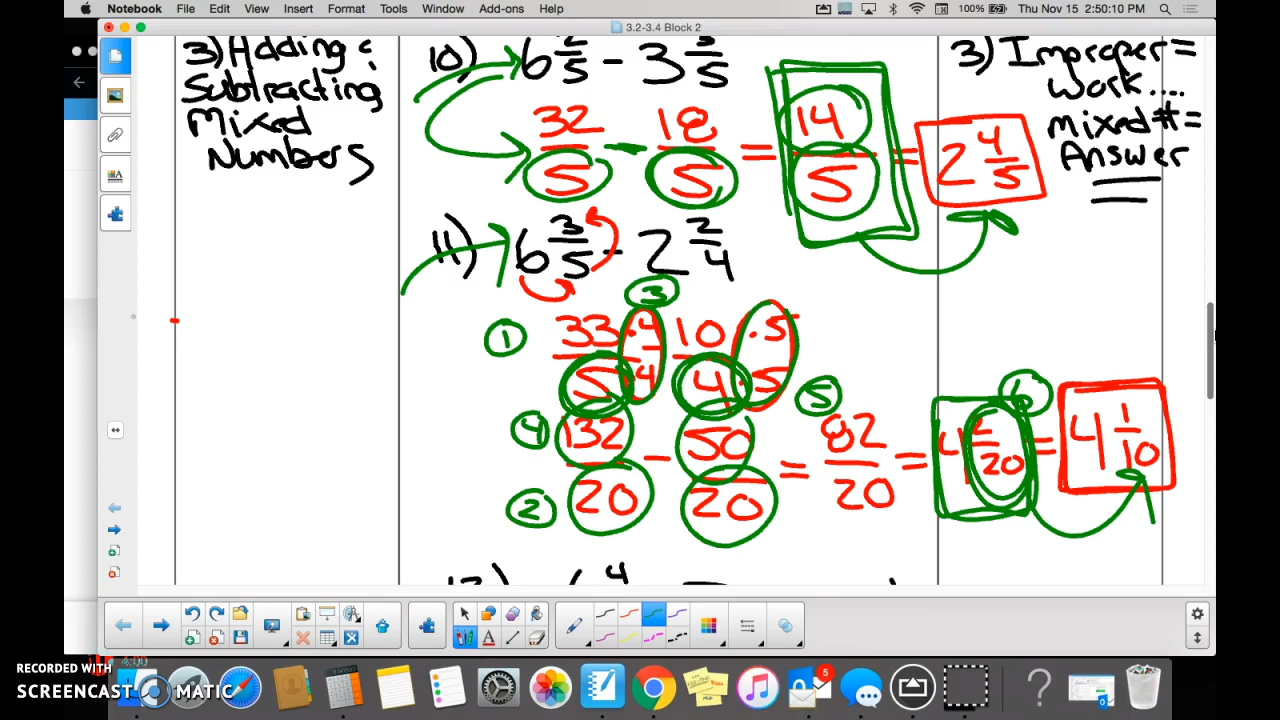 Notebook File Edit View Insert Format Tools Window Add-ons Help 100% Thu Nov 15 2:50:10 PM
3.2-3.4 Block 2
3) Adding &
Subtracting
Mixed
Numbers
10) 6 2/5 - 3 3/5
32/5 - 18/5 = 14/5 = 2 4/5
11) 6 3/5 - 2 2/4
3
1 33/5 · 4/4 10/4 · 5/5
5
4 132/20 - 50/20 = 82/20 = 4 2/20 = 4 1/10
2
6
3) Improper =
work....
mixed # =
Answer
A
5
4:00
RECORDED WITH
SCREENCAST MATIC